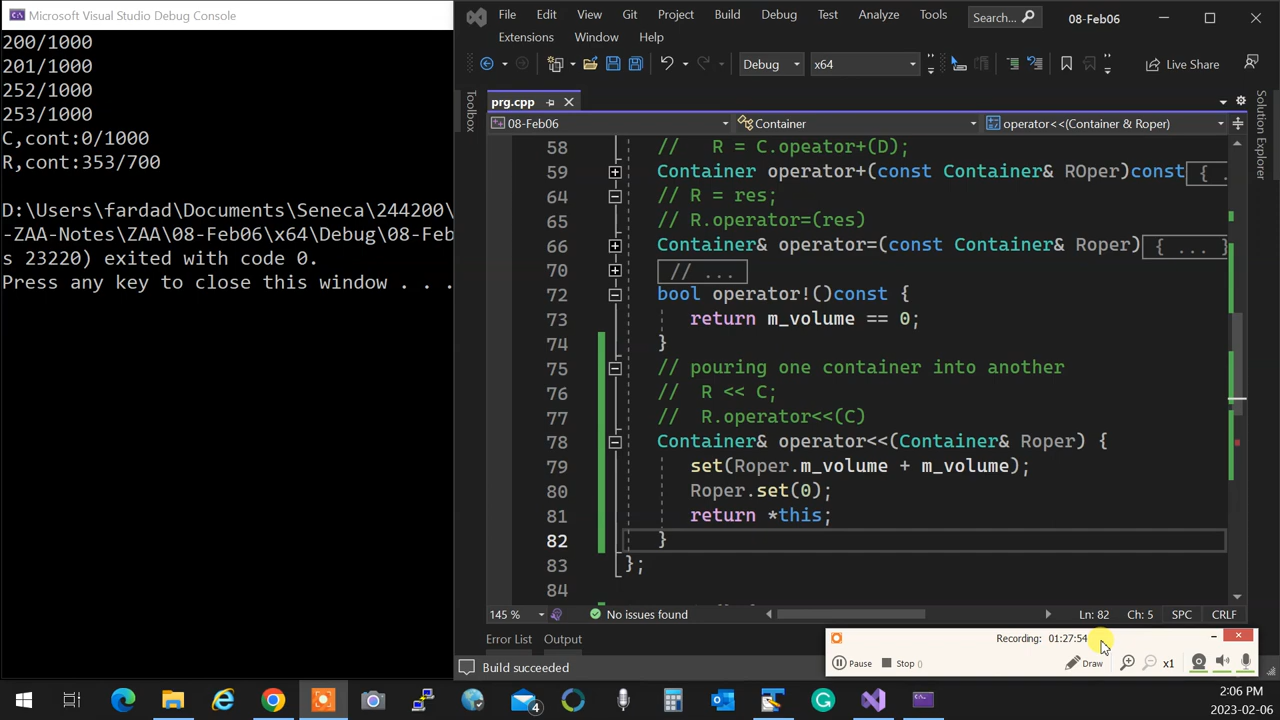 Microsoft Visual Studio Debug Console
200/1000
201/1000
252/1000
253/1000
C,cont:0/1000
R,cont:353/700
D:\Users\fardad\Documents\Seneca\244200\
-ZAA-Notes\ZAA\08-Feb06\x64\Debug\08-Feb
s 23220) exited with code 0.
Press any key to close this window . . .
File Edit View Git Project Build Debug Test Analyze Tools Search... 08-Feb06
Extensions Window Help
Debug x64 Live Share
Toolbox
prg.cpp
08-Feb06 Container operator<<(Container & Roper)
58 //   R = C.opeator+(D);
59 Container operator+(const Container& ROper)const { ..
64 // R = res;
65 // R.operator=(res)
66 Container& operator=(const Container& Roper) { ... }
70 // ...
72 bool operator!()const {
73 return m_volume == 0;
74 }
75 // pouring one container into another
76 //  R << C;
77 //  R.operator<<(C)
78 Container& operator<<(Container& Roper) {
79 set(Roper.m_volume + m_volume);
80 Roper.set(0);
81 return *this;
82 }
83 };
84
Solution Explorer
145 % No issues found Ln: 82 Ch: 5 SPC CRLF
Error List Output
Build succeeded
Recording: 01:27:54
Pause Stop () Draw x1
4
2:06 PM
2023-02-06